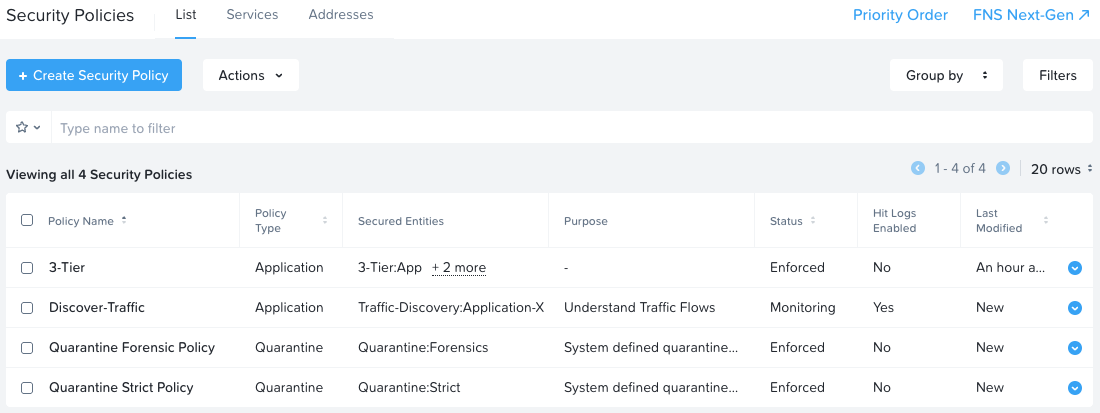 Security Policies List Services Addresses Priority Order FNS Next-Gen ↗
+ Create Security Policy Actions Group by Filters
Type name to filter
Viewing all 4 Security Policies 1 - 4 of 4 20 rows
Policy Name Policy Type Secured Entities Purpose Status Hit Logs Enabled Last Modified
3-Tier Application 3-Tier:App + 2 more - Enforced No An hour a...
Discover-Traffic Application Traffic-Discovery:Application-X Understand Traffic Flows Monitoring Yes New
Quarantine Forensic Policy Quarantine Quarantine:Forensics System defined quarantine... Enforced No New
Quarantine Strict Policy Quarantine Quarantine:Strict System defined quarantine... Enforced No New